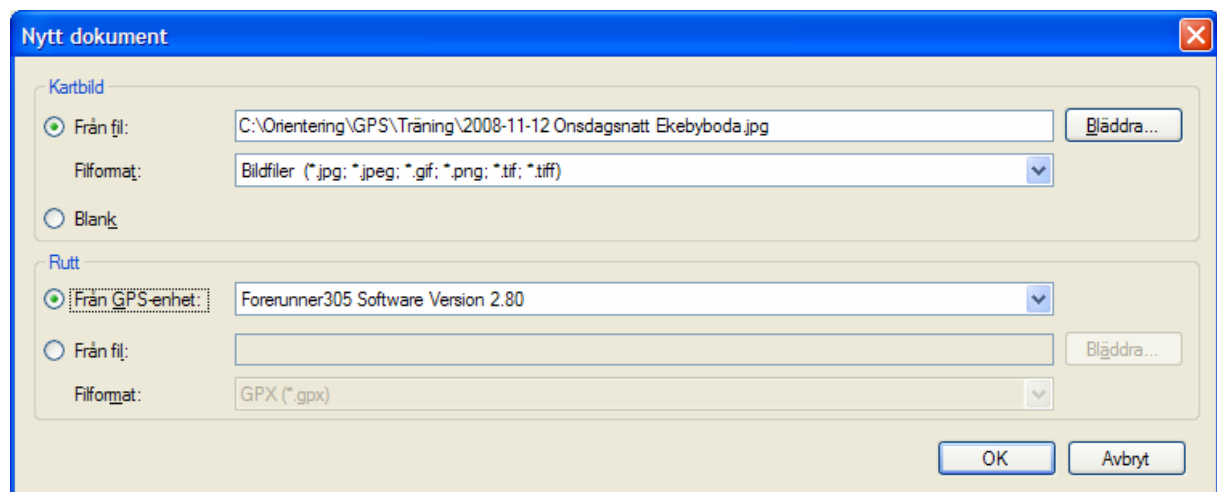 Nytt dokument
Kartbild
Från fil: C:\Orientering\GPS\Träning\2008-11-12 Onsdagsnatt Ekebyboda.jpg Bläddra...
Filformat: Bildfiler (*.jpg; *.jpeg; *.gif; *.png; *.tif; *.tiff)
Blank
Rutt
Från GPS-enhet: Forerunner305 Software Version 2.80
Från fil: Bläddra...
Filformat: GPX (*.gpx)
OK Avbryt